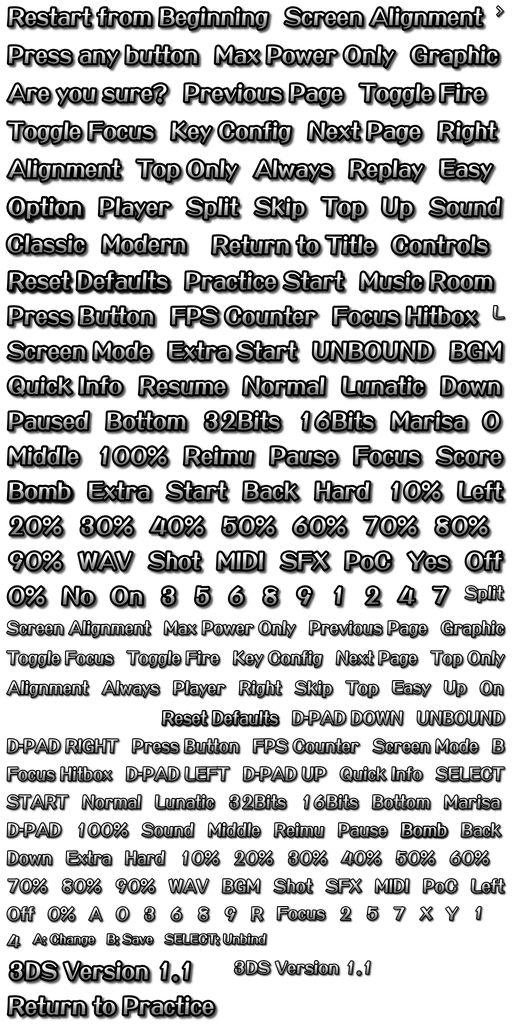 Restart from Beginning Screen Alignment ›
Press any button Max Power Only Graphic
Are you sure? Previous Page Toggle Fire
Toggle Focus Key Config Next Page Right
Alignment Top Only Always Replay Easy
Option Player Split Skip Top Up Sound
Classic Modern Return to Title Controls
Reset Defaults Practice Start Music Room
Press Button FPS Counter Focus Hitbox L
Screen Mode Extra Start UNBOUND BGM
Quick Info Resume Normal Lunatic Down
Paused Bottom 32Bits 16Bits Marisa 0
Middle 100% Reimu Pause Focus Score
Bomb Extra Start Back Hard 10% Left
20% 30% 40% 50% 60% 70% 80%
90% WAV Shot MIDI SFX PoC Yes Off
0% No On 3 5 6 8 9 1 2 4 7 Split
Screen Alignment Max Power Only Previous Page Graphic
Toggle Focus Toggle Fire Key Config Next Page Top Only
Alignment Always Player Right Skip Top Easy Up On
Reset Defaults D-PAD DOWN UNBOUND
D-PAD RIGHT Press Button FPS Counter Screen Mode B
Focus Hitbox D-PAD LEFT D-PAD UP Quick Info SELECT
START Normal Lunatic 32Bits 16Bits Bottom Marisa
D-PAD 100% Sound Middle Reimu Pause Bomb Back
Down Extra Hard 10% 20% 30% 40% 50% 60%
70% 80% 90% WAV BGM Shot SFX MIDI PoC Left
Off 0% A 0 3 6 8 9 R Focus 2 5 7 X Y 1
4 A: Change B: Save SELECT: Unbind
3DS Version 1.1 3DS Version 1.1
Return to Practice